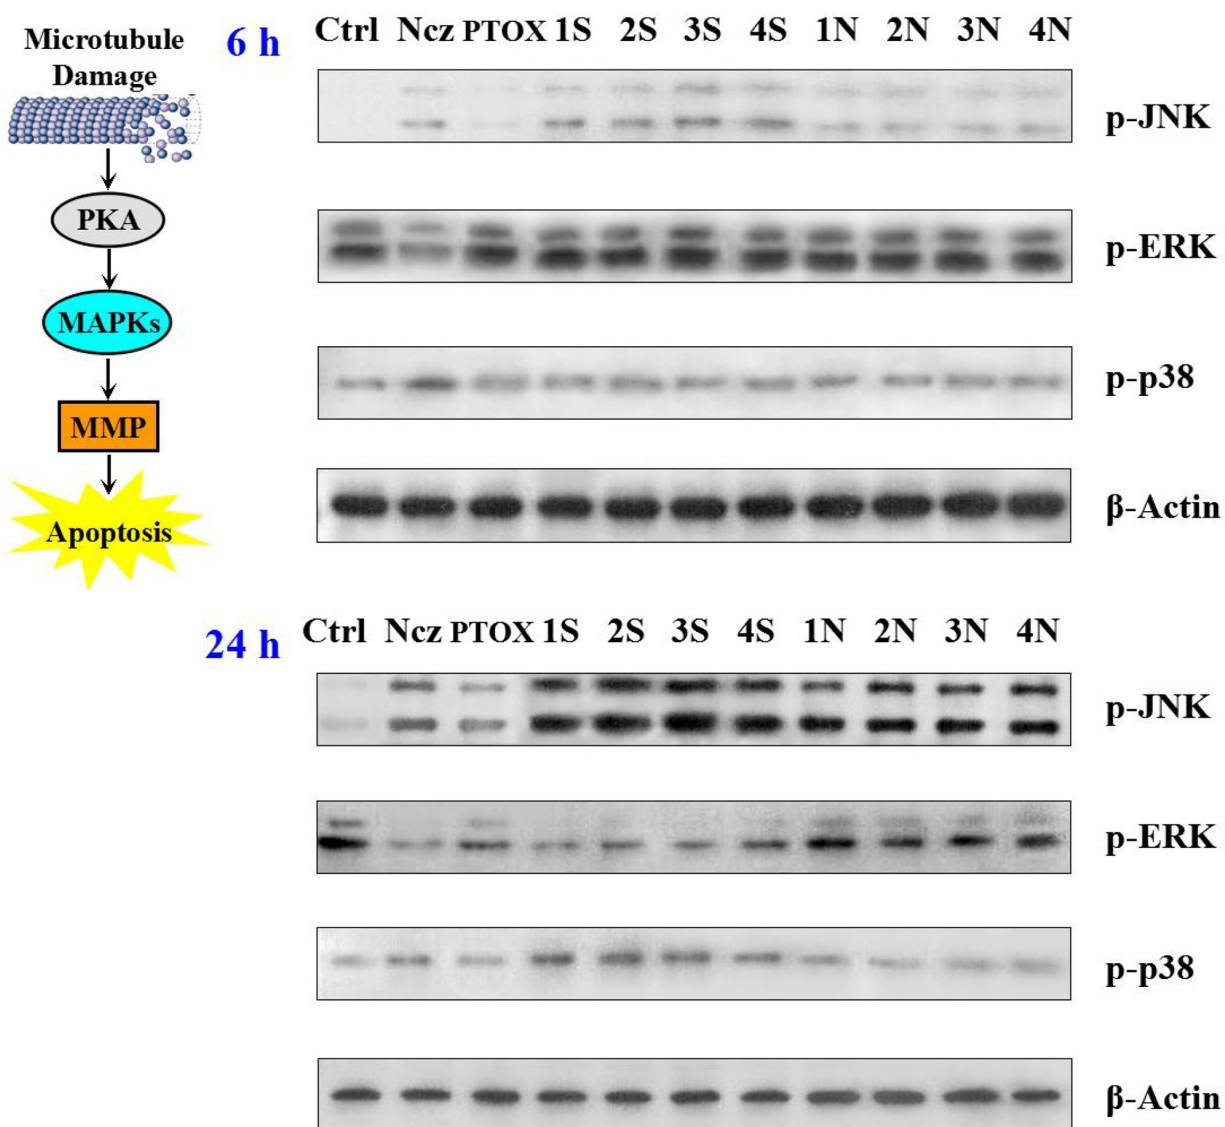 Microtubule
Damage
PKA
MAPKs
MMP
Apoptosis
6 h
Ctrl Ncz PTOX 1S 2S 3S 4S 1N 2N 3N 4N
p-JNK
p-ERK
p-p38
β-Actin
24 h
Ctrl Ncz PTOX 1S 2S 3S 4S 1N 2N 3N 4N
p-JNK
p-ERK
p-p38
β-Actin